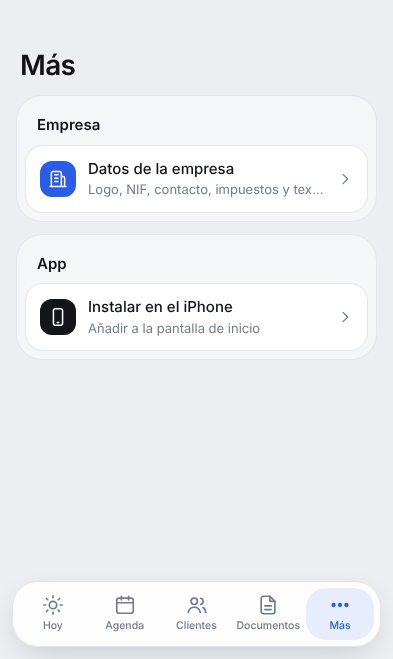 Más
Empresa
Datos de la empresa
Logo, NIF, contacto, impuestos y tex...
App
Instalar en el iPhone
Añadir a la pantalla de inicio
Hoy
Agenda
Clientes
Documentos
Más